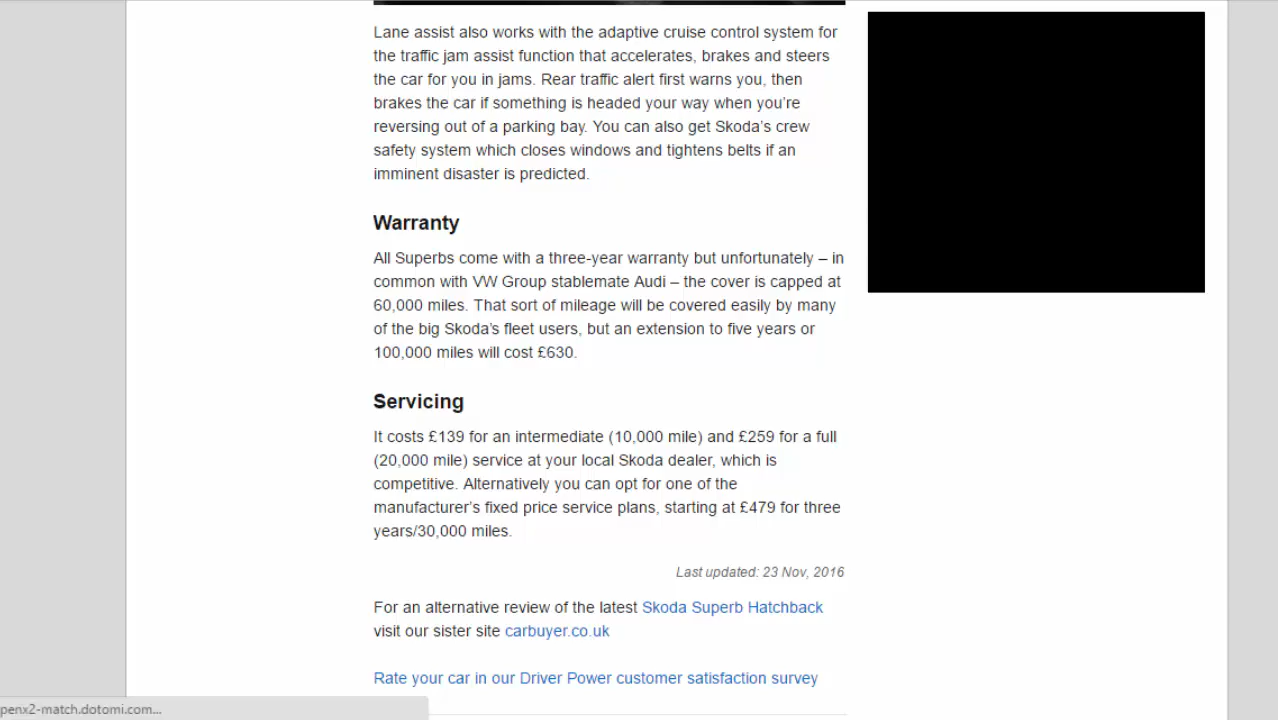 Lane assist also works with the adaptive cruise control system for
the traffic jam assist function that accelerates, brakes and steers
the car for you in jams. Rear traffic alert first warns you, then
brakes the car if something is headed your way when you’re
reversing out of a parking bay. You can also get Skoda’s crew
safety system which closes windows and tightens belts if an
imminent disaster is predicted.
Warranty
All Superbs come with a three-year warranty but unfortunately – in
common with VW Group stablemate Audi – the cover is capped at
60,000 miles. That sort of mileage will be covered easily by many
of the big Skoda’s fleet users, but an extension to five years or
100,000 miles will cost £630.
Servicing
It costs £139 for an intermediate (10,000 mile) and £259 for a full
(20,000 mile) service at your local Skoda dealer, which is
competitive. Alternatively you can opt for one of the
manufacturer’s fixed price service plans, starting at £479 for three
years/30,000 miles.
Last updated: 23 Nov, 2016
For an alternative review of the latest Skoda Superb Hatchback
visit our sister site carbuyer.co.uk
Rate your car in our Driver Power customer satisfaction survey
penx2-match.dotomi.com...